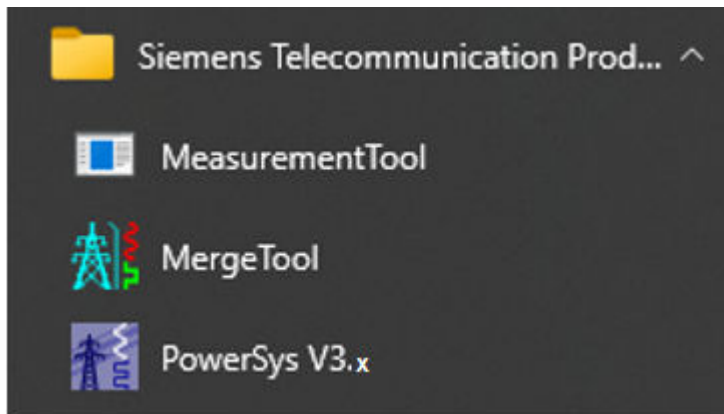 Siemens Telecommunication Prod...
MeasurementTool
MergeTool
PowerSys V3.x